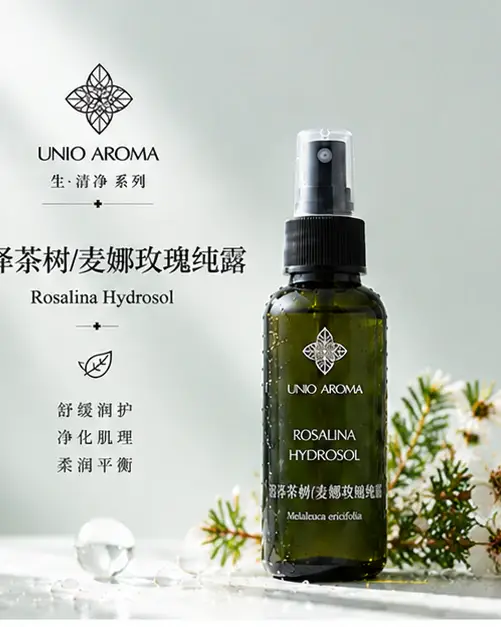 UNIO AROMA
生·清净 系列
泽茶树/麦娜玫瑰纯露
Rosalina Hydrosol
舒缓润护
净化肌理
柔润平衡
UNIO AROMA
ROSALINA
HYDROSOL
沼泽茶树/麦娜玫瑰纯露
Melaleuca ericifolia